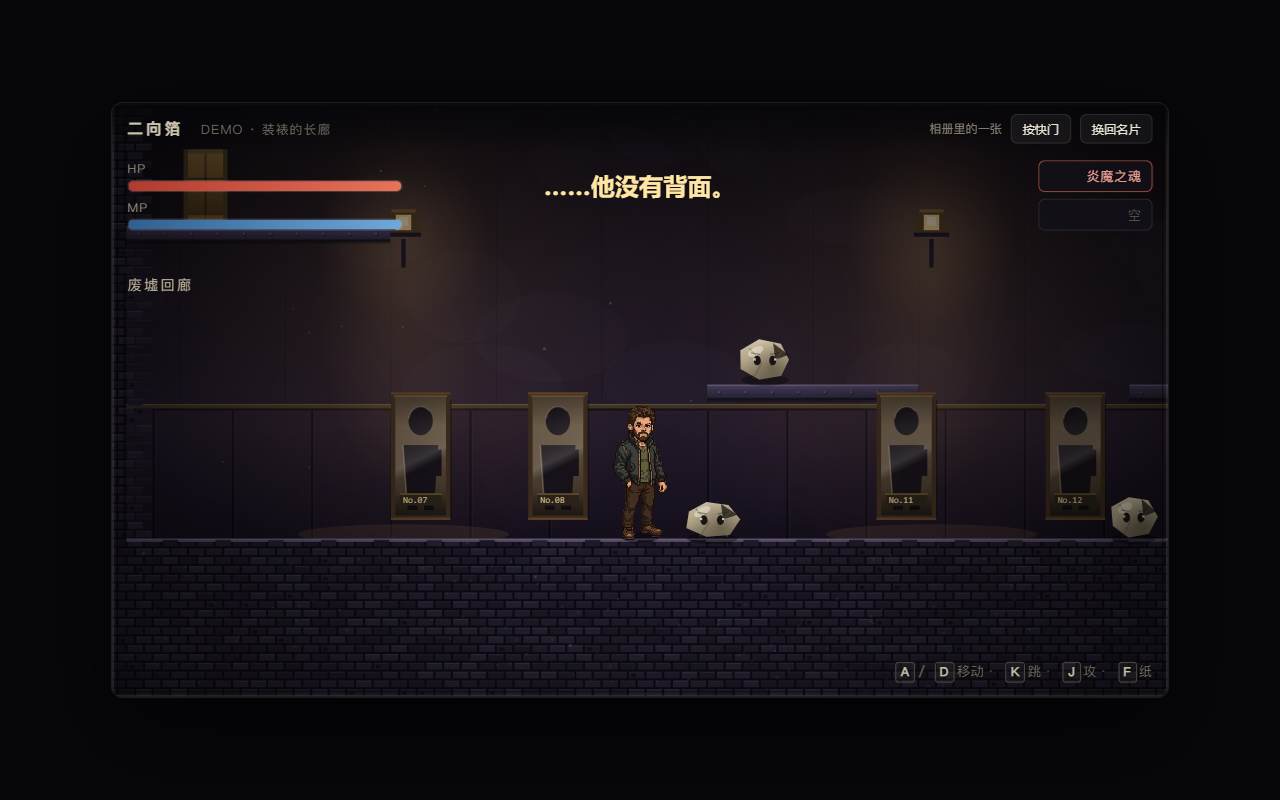 二向箔 DEMO · 装裱的长廊
相册里的一张 按快门 换回名片
HP
MP
……他没有背面。
炎魔之魂
空
废墟回廊
No.07
No.08
No.11
No.12
A / D 移动 · K 跳 · J 攻 · F 纸